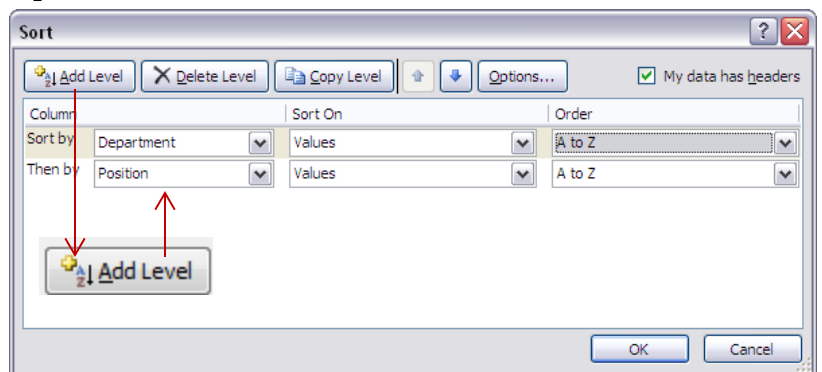 Sort
Add Level Delete Level Copy Level Options... My data has headers
Column Sort On Order
Sort by Department Values A to Z
Then by Position Values A to Z
Add Level
OK Cancel